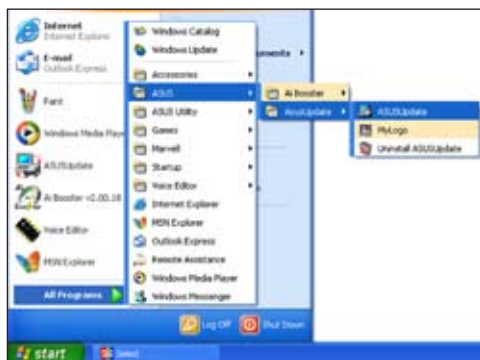 Internet
Internet Explorer
E-mail
Outlook Express
Paint
Windows Media Play
ASUSUpdate
Ai Booster v2.00.18
Voice Editor
MSN Explorer
All Programs
Windows Catalog
Windows Update
Accessories
ASUS
ASUS Utility
Games
Marvell
Startup
Voice Editor
Internet Explorer
MSN Explorer
Outlook Express
Remote Assistance
Windows Media Player
Windows Messenger
uments
Ai Booster
AsusUpdate
ASUSUpdate
MyLogo
Uninstall ASUSUpdate
Log Off
Shut Down
start